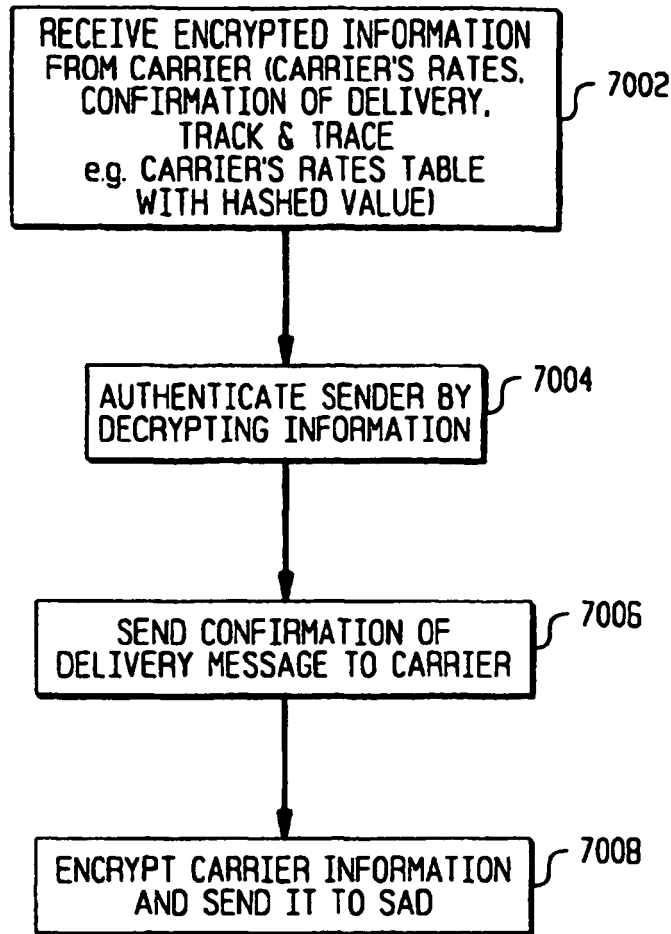 RECEIVE ENCRYPTED INFORMATION
FROM CARRIER (CARRIER'S RATES,
CONFIRMATION OF DELIVERY,
TRACK & TRACE
e.g. CARRIER'S RATES TABLE
WITH HASHED VALUE)
7002
AUTHENTICATE SENDER BY
DECRYPTING INFORMATION
7004
SEND CONFIRMATION OF
DELIVERY MESSAGE TO CARRIER
7006
ENCRYPT CARRIER INFORMATION
AND SEND IT TO SAD
7008